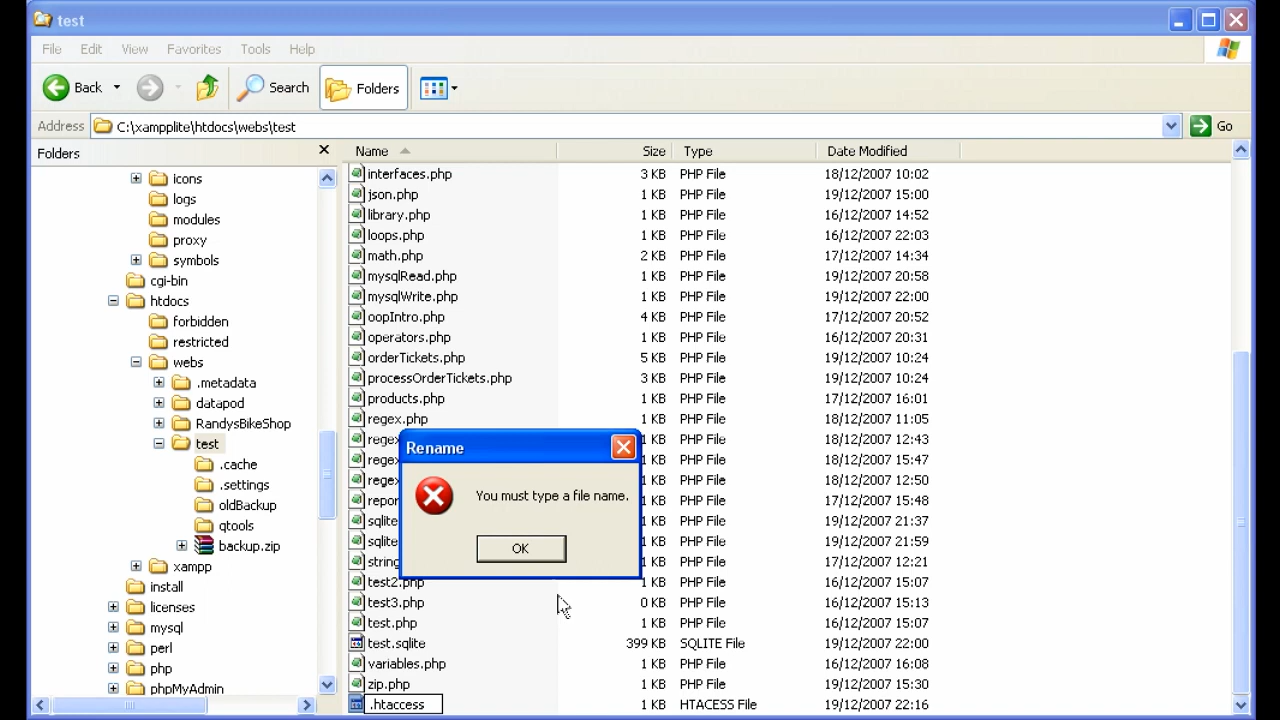 test
File Edit View Favorites Tools Help
Back Search Folders
Address C:\xampplite\htdocs\webs\test Go
Folders
icons
logs
modules
proxy
symbols
cgi-bin
htdocs
forbidden
restricted
webs
.metadata
datapod
RandysBikeShop
test
.cache
.settings
oldBackup
qtools
backup.zip
xampp
install
licenses
mysql
perl
php
phpMyAdmin
Name Size Type Date Modified
interfaces.php 3 KB PHP File 18/12/2007 10:02
json.php 1 KB PHP File 19/12/2007 15:00
library.php 1 KB PHP File 16/12/2007 14:52
loops.php 1 KB PHP File 16/12/2007 22:03
math.php 2 KB PHP File 17/12/2007 14:34
mysqlRead.php 1 KB PHP File 19/12/2007 20:58
mysqlWrite.php 1 KB PHP File 19/12/2007 22:00
oopIntro.php 4 KB PHP File 17/12/2007 20:52
operators.php 1 KB PHP File 16/12/2007 20:31
orderTickets.php 5 KB PHP File 19/12/2007 10:24
processOrderTickets.php 3 KB PHP File 19/12/2007 10:24
products.php 1 KB PHP File 17/12/2007 16:01
regex.php 1 KB PHP File 18/12/2007 11:05
regex 1 KB PHP File 18/12/2007 12:43
regex 1 KB PHP File 18/12/2007 15:47
regex 1 KB PHP File 18/12/2007 12:50
repor 1 KB PHP File 17/12/2007 15:48
sqlite 1 KB PHP File 19/12/2007 21:37
sqlite 1 KB PHP File 19/12/2007 21:59
string 1 KB PHP File 17/12/2007 12:21
test2.php 1 KB PHP File 16/12/2007 15:07
test3.php 0 KB PHP File 16/12/2007 15:13
test.php 1 KB PHP File 16/12/2007 15:07
test.sqlite 399 KB SQLITE File 19/12/2007 22:00
variables.php 1 KB PHP File 16/12/2007 16:08
zip.php 1 KB PHP File 19/12/2007 15:30
.htaccess 1 KB HTACESS File 19/12/2007 22:16
Rename
You must type a file name.
OK